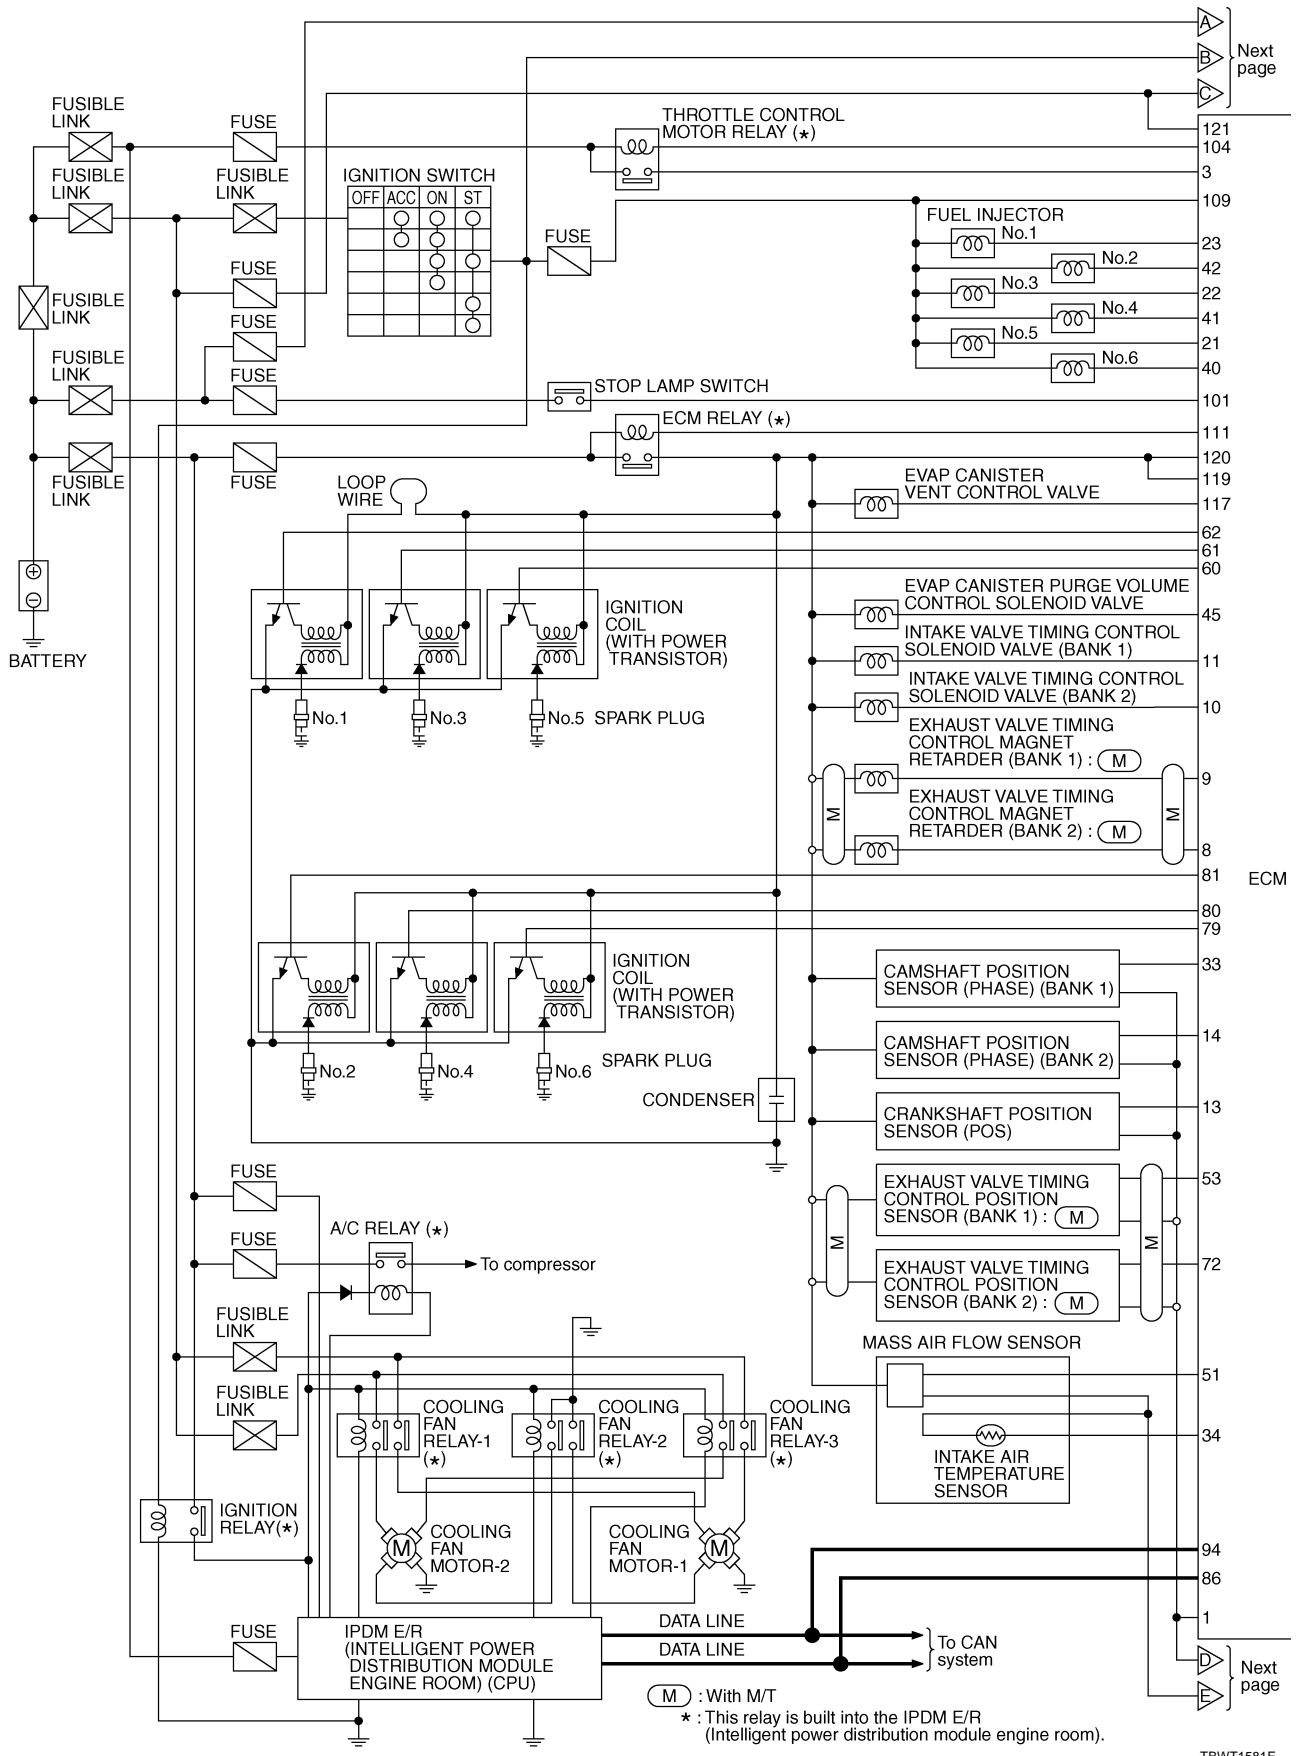 A
B
Next
page
C
FUSIBLE
LINK
FUSE
THROTTLE CONTROL
MOTOR RELAY (*)
121
104
3
FUSIBLE
LINK
FUSIBLE
LINK
IGNITION SWITCH
OFF ACC ON ST
109
FUEL INJECTOR
No.1
23
FUSE
No.2
42
FUSIBLE
LINK
FUSE
No.3
22
No.4
41
FUSE
No.5
21
FUSIBLE
LINK
FUSE
No.6
40
STOP LAMP SWITCH
101
ECM RELAY (*)
111
120
FUSIBLE
LINK
FUSE
LOOP
WIRE
119
EVAP CANISTER
VENT CONTROL VALVE
117
62
61
60
BATTERY
IGNITION
COIL
(WITH POWER
TRANSISTOR)
EVAP CANISTER PURGE VOLUME
CONTROL SOLENOID VALVE
45
INTAKE VALVE TIMING CONTROL
SOLENOID VALVE (BANK 1)
11
INTAKE VALVE TIMING CONTROL
SOLENOID VALVE (BANK 2)
10
No.1
No.3
No.5 SPARK PLUG
EXHAUST VALVE TIMING
CONTROL MAGNET
RETARDER (BANK 1) : M
9
EXHAUST VALVE TIMING
CONTROL MAGNET
RETARDER (BANK 2) : M
M
M
8
81
ECM
80
79
IGNITION
COIL
(WITH POWER
TRANSISTOR)
CAMSHAFT POSITION
SENSOR (PHASE) (BANK 1)
33
CAMSHAFT POSITION
SENSOR (PHASE) (BANK 2)
14
No.2
No.4
No.6
SPARK PLUG
CONDENSER
CRANKSHAFT POSITION
SENSOR (POS)
13
FUSE
EXHAUST VALVE TIMING
CONTROL POSITION
SENSOR (BANK 1) : M
53
A/C RELAY (*)
FUSE
To compressor
M
M
EXHAUST VALVE TIMING
CONTROL POSITION
SENSOR (BANK 2) : M
72
FUSIBLE
LINK
MASS AIR FLOW SENSOR
51
FUSIBLE
LINK
COOLING
FAN
RELAY-1
(*)
COOLING
FAN
RELAY-2
(*)
COOLING
FAN
RELAY-3
(*)
34
INTAKE AIR
TEMPERATURE
SENSOR
IGNITION
RELAY(*)
M
COOLING
FAN
MOTOR-2
COOLING
FAN
MOTOR-1
M
94
86
1
FUSE
IPDM E/R
(INTELLIGENT POWER
DISTRIBUTION MODULE
ENGINE ROOM) (CPU)
DATA LINE
DATA LINE
To CAN
system
D
E
Next
page
M : With M/T
* : This relay is built into the IPDM E/R
(Intelligent power distribution module engine room).
TBWT1581E